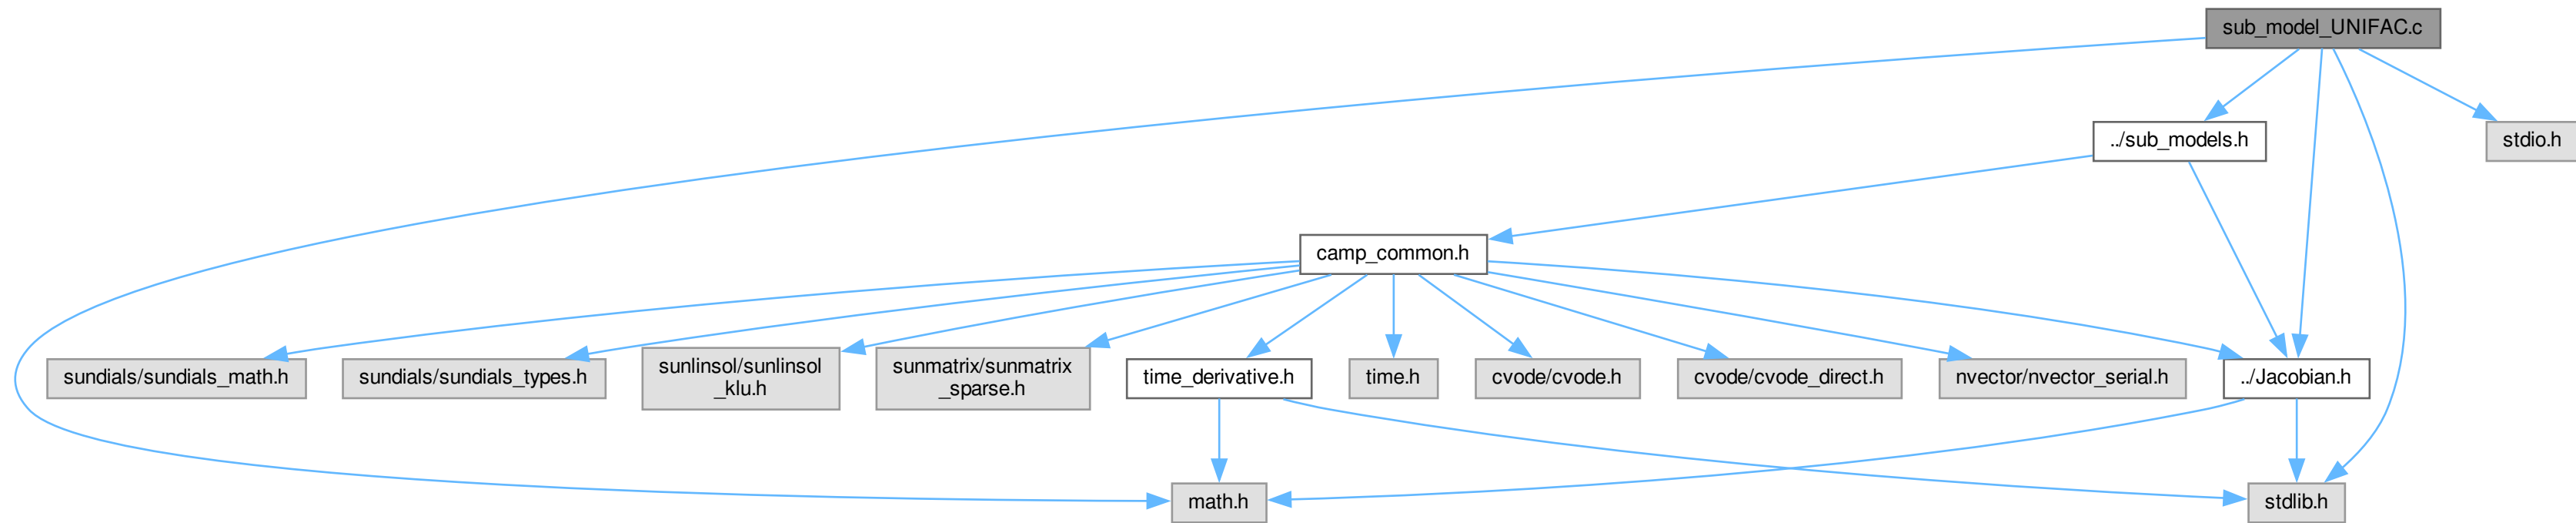 sub_model_UNIFAC.c
../sub_models.h
stdio.h
camp_common.h
sundials/sundials_math.h
sundials/sundials_types.h
sunlinsol/sunlinsol
_klu.h
sunmatrix/sunmatrix
_sparse.h
time_derivative.h
time.h
cvode/cvode.h
cvode/cvode_direct.h
nvector/nvector_serial.h
../Jacobian.h
math.h
stdlib.h